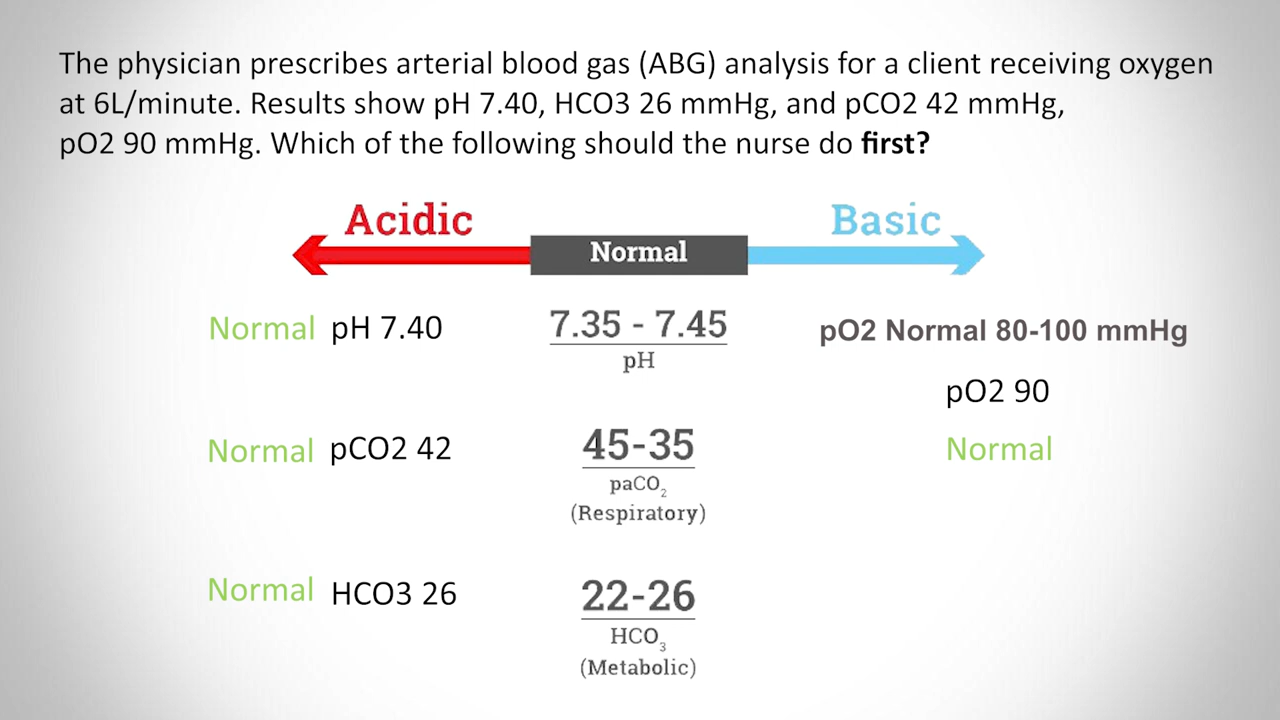 The physician prescribes arterial blood gas (ABG) analysis for a client receiving oxygen
at 6L/minute. Results show pH 7.40, HCO3 26 mmHg, and pCO2 42 mmHg,
pO2 90 mmHg. Which of the following should the nurse do first?
Acidic
Normal
Basic
Normal pH 7.40
7.35 - 7.45
pH
pO2 Normal 80-100 mmHg
pO2 90
Normal
Normal pCO2 42
45-35
paCO₂
(Respiratory)
Normal HCO3 26
22-26
HCO₃
(Metabolic)